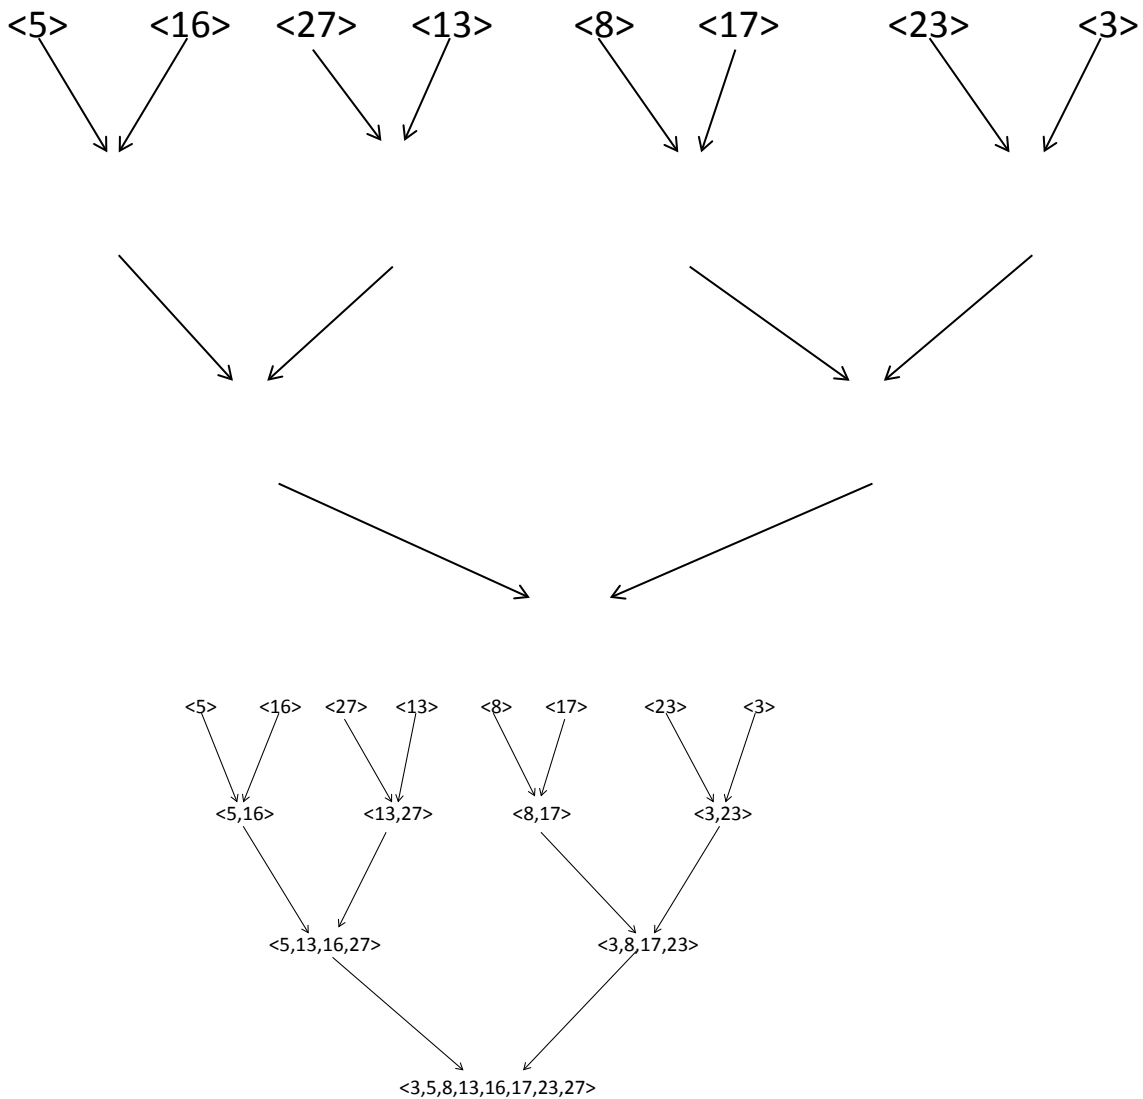 <5> <16> <27> <13> <8> <17> <23> <3>
<5> <16> <27> <13> <8> <17> <23> <3>
<5,16> <13,27> <8,17> <3,23>
<5,13,16,27> <3,8,17,23>
<3,5,8,13,16,17,23,27>